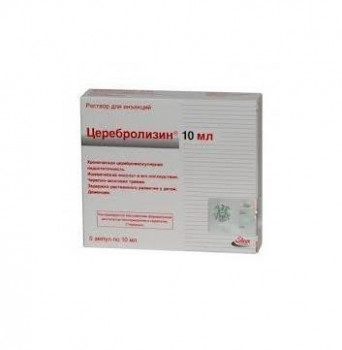 Раствор для инъекций
Церебролизин® 10 мл
Хроническая цереброваскулярная
недостаточность
Ишемический инсульт и его последствия.
Черепно-мозговая травма.
Задержка умственного развития у детей.
Деменция.
5 ампул по 10 мл